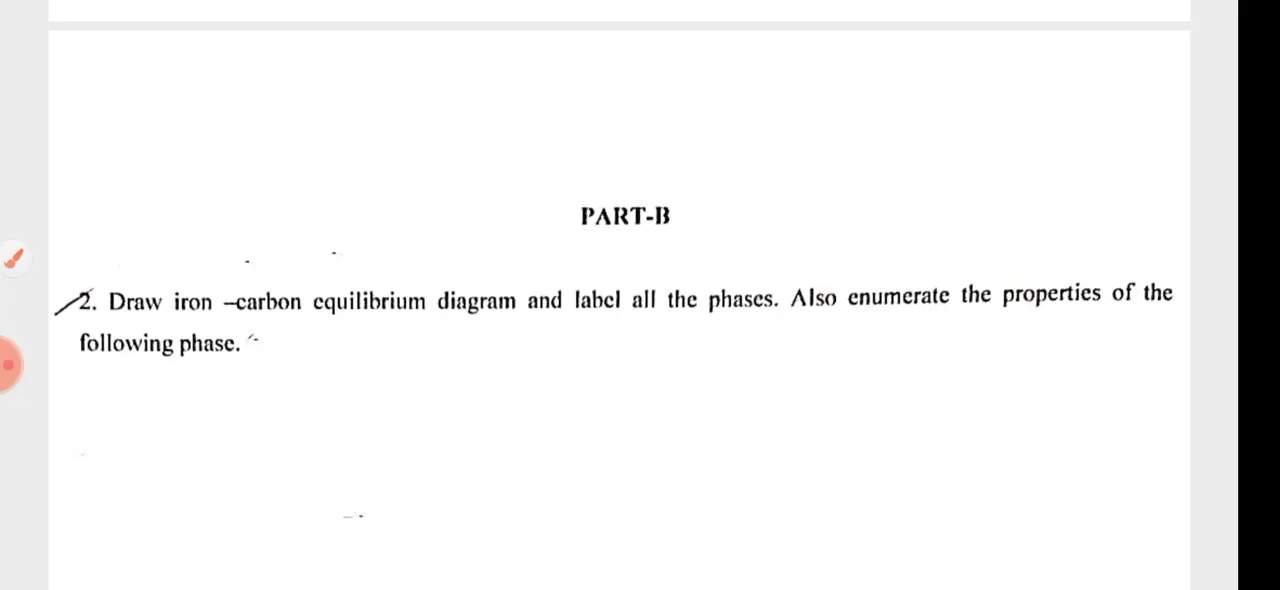 PART-B
2. Draw iron –carbon equilibrium diagram and label all the phases. Also enumerate the properties of the
following phase.